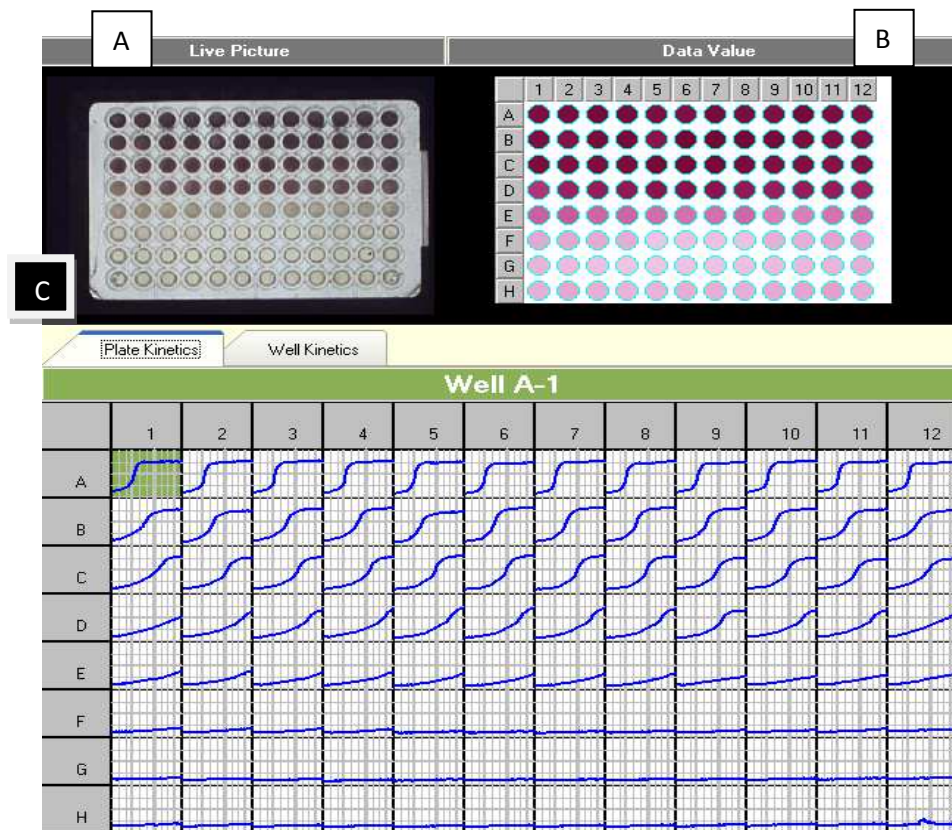 A
B
Live Picture
Data Value
1 2 3 4 5 6 7 8 9 10 11 12
A
B
C
D
E
F
G
H
C
Plate Kinetics
Well Kinetics
Well A-1
1 2 3 4 5 6 7 8 9 10 11 12
A
B
C
D
E
F
G
H